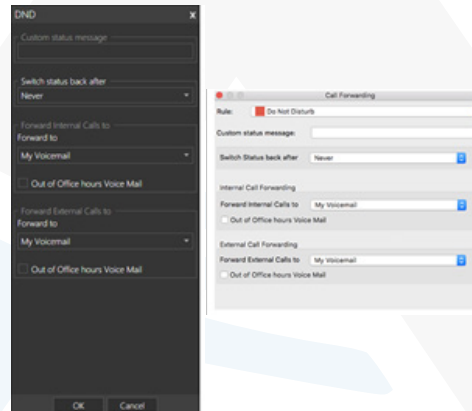 DND
x
Custom status message
Switch status back after
Never
Forward Internal Calls to
Forward to
My Voicemail
Out of Office hours Voice Mail
Forward External Calls to
Forward to
My Voicemail
Out of Office hours Voice Mail
OK Cancel
Call Forwarding
Rule: Do Not Disturb
Custom status message:
Switch Status back after Never
Internal Call Forwarding
Forward Internal Calls to My Voicemail
Out of Office hours Voice Mail
External Call Forwarding
Forward External Calls to My Voicemail
Out of Office hours Voice Mail